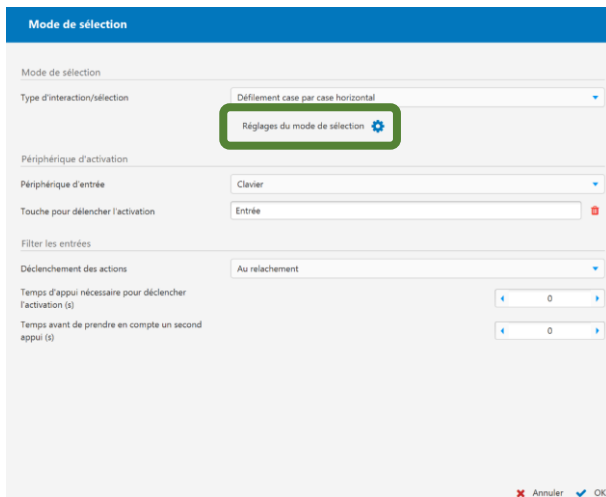 Mode de sélection
Mode de sélection
Type d'interaction/sélection
Défilement case par case horizontal
Réglages du mode de sélection
Périphérique d'activation
Périphérique d'entrée
Clavier
Touche pour délencher l'activation
Entrée
Filter les entrées
Déclenchement des actions
Au relachement
Temps d'appui nécessaire pour déclencher
l'activation (s)
0
Temps avant de prendre en compte un second
appui (s)
0
Annuler
OK